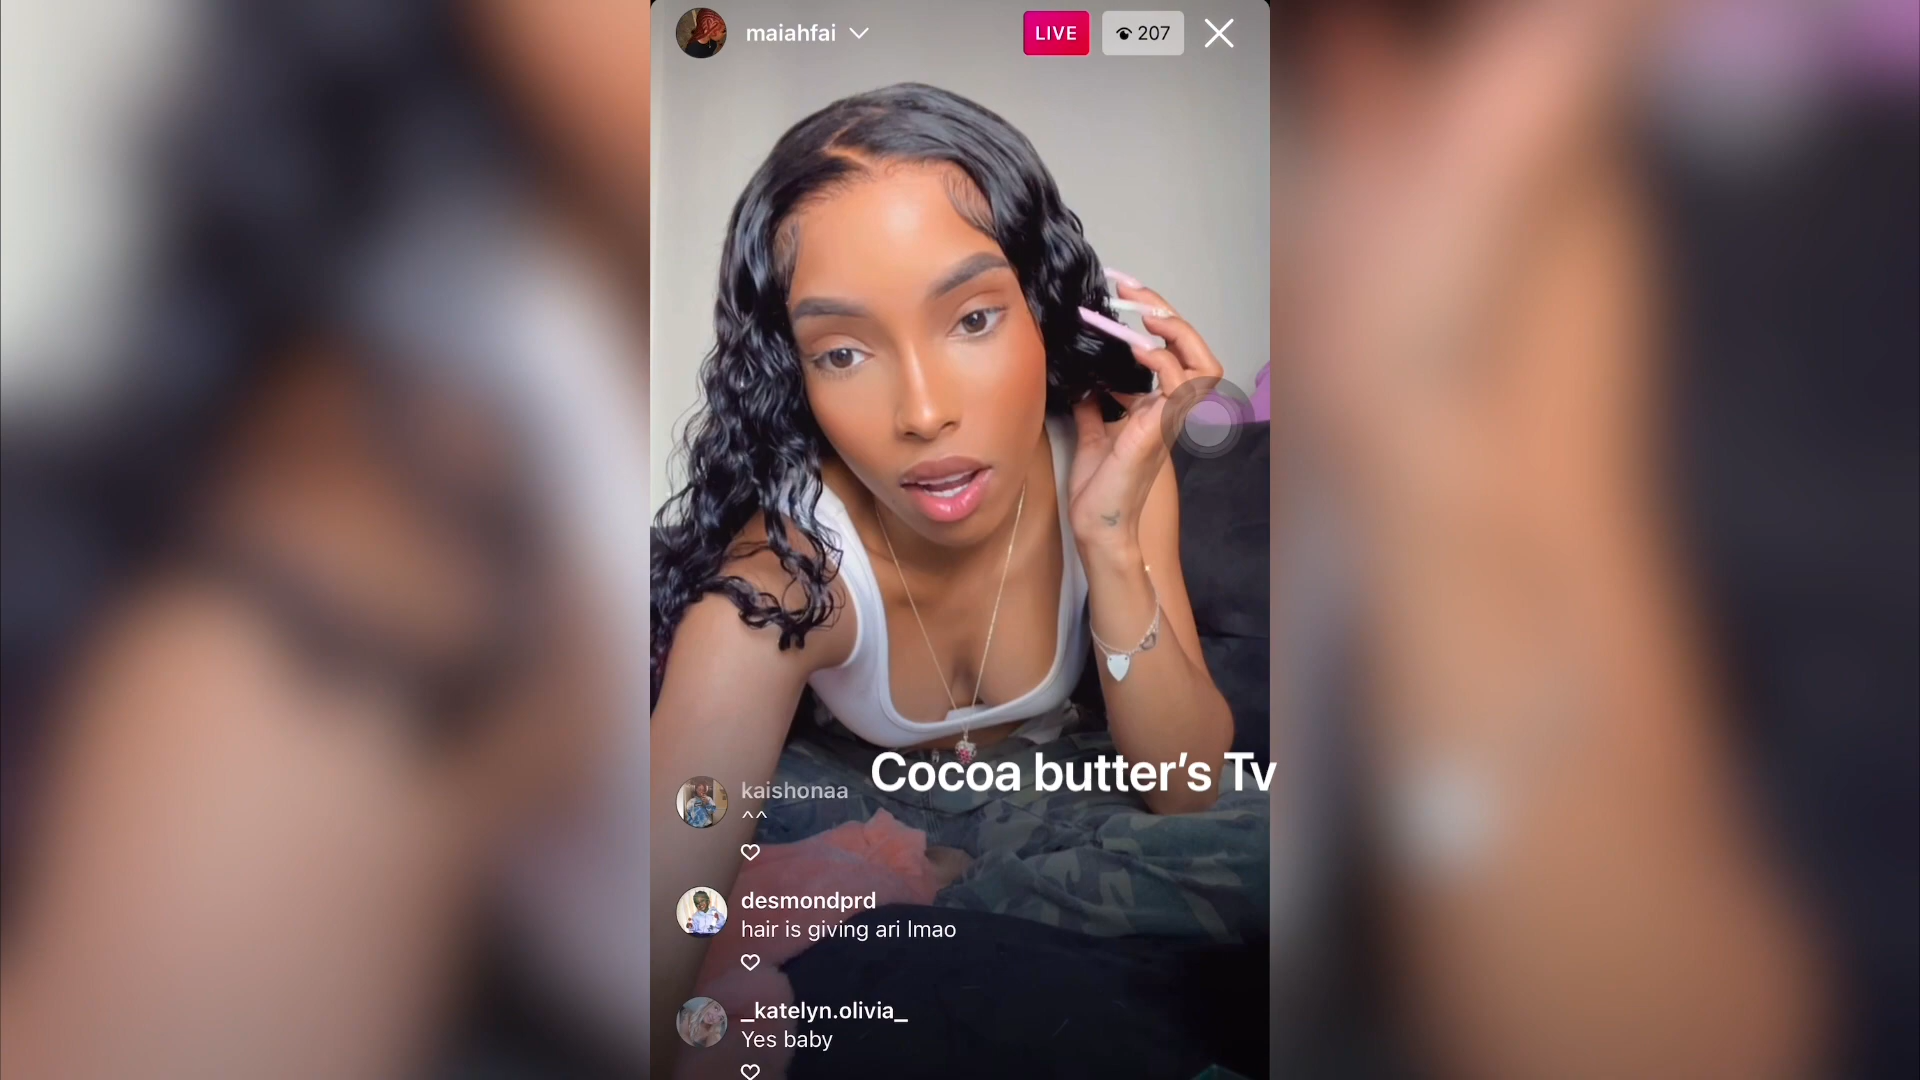 maiahfai
LIVE
207
Cocoa butter’s Tv
kaishonaa
^^
desmondprd
hair is giving ari lmao
_katelyn.olivia_
Yes baby